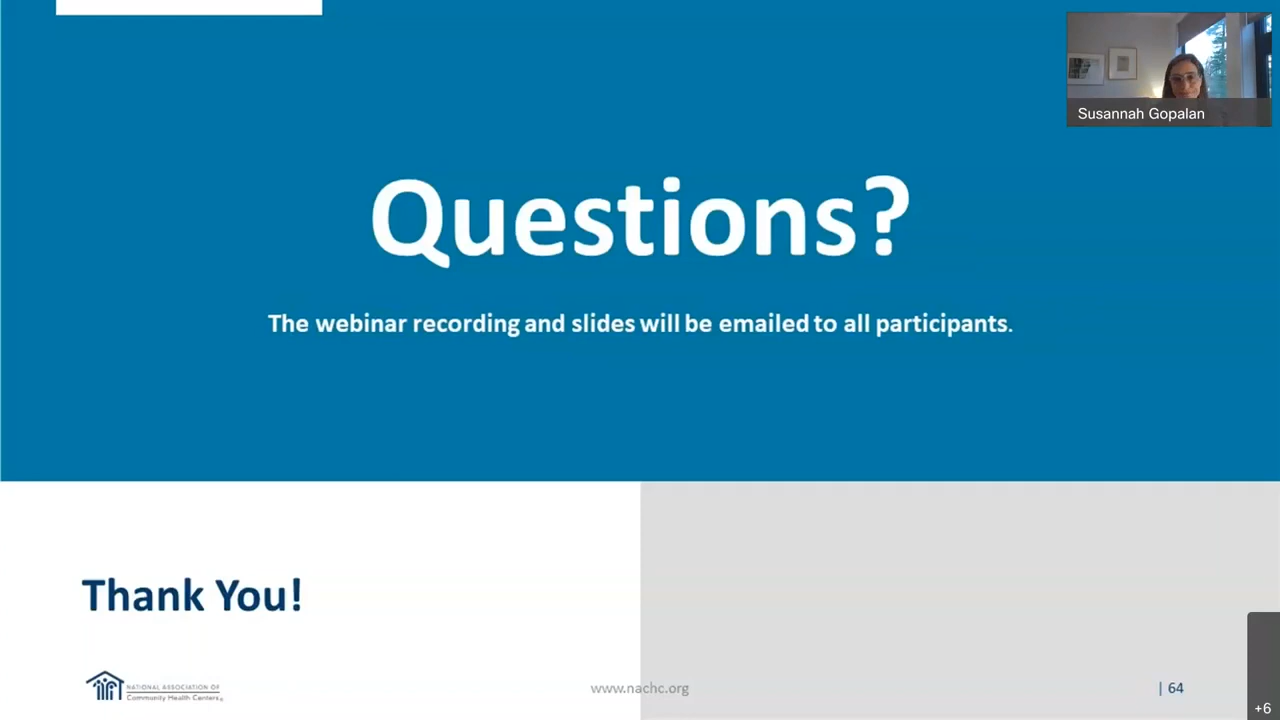 Susannah Gopalan
Questions?
The webinar recording and slides will be emailed to all participants.
Thank You!
NATIONAL ASSOCIATION OF
Community Health Centers
www.nachc.org
| 64
+6